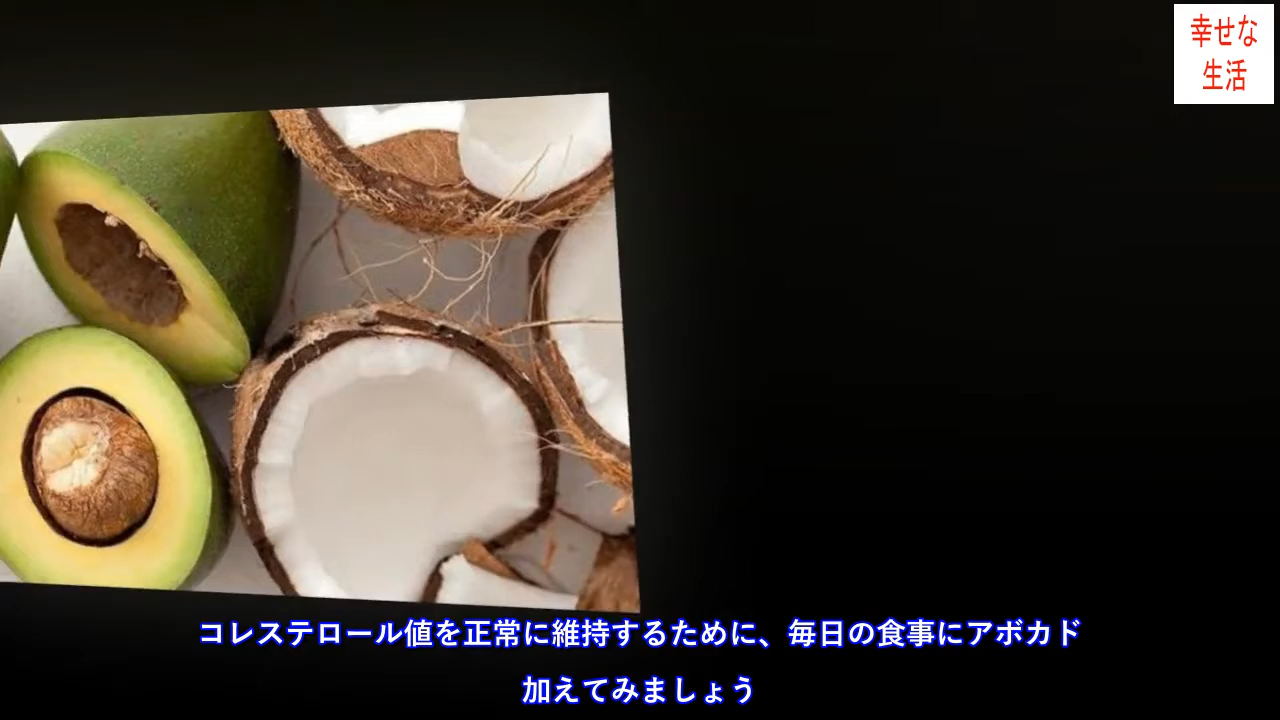 幸せな
生活
コレステロール値を正常に維持するために、毎日の食事にアボカド
加えてみましょう